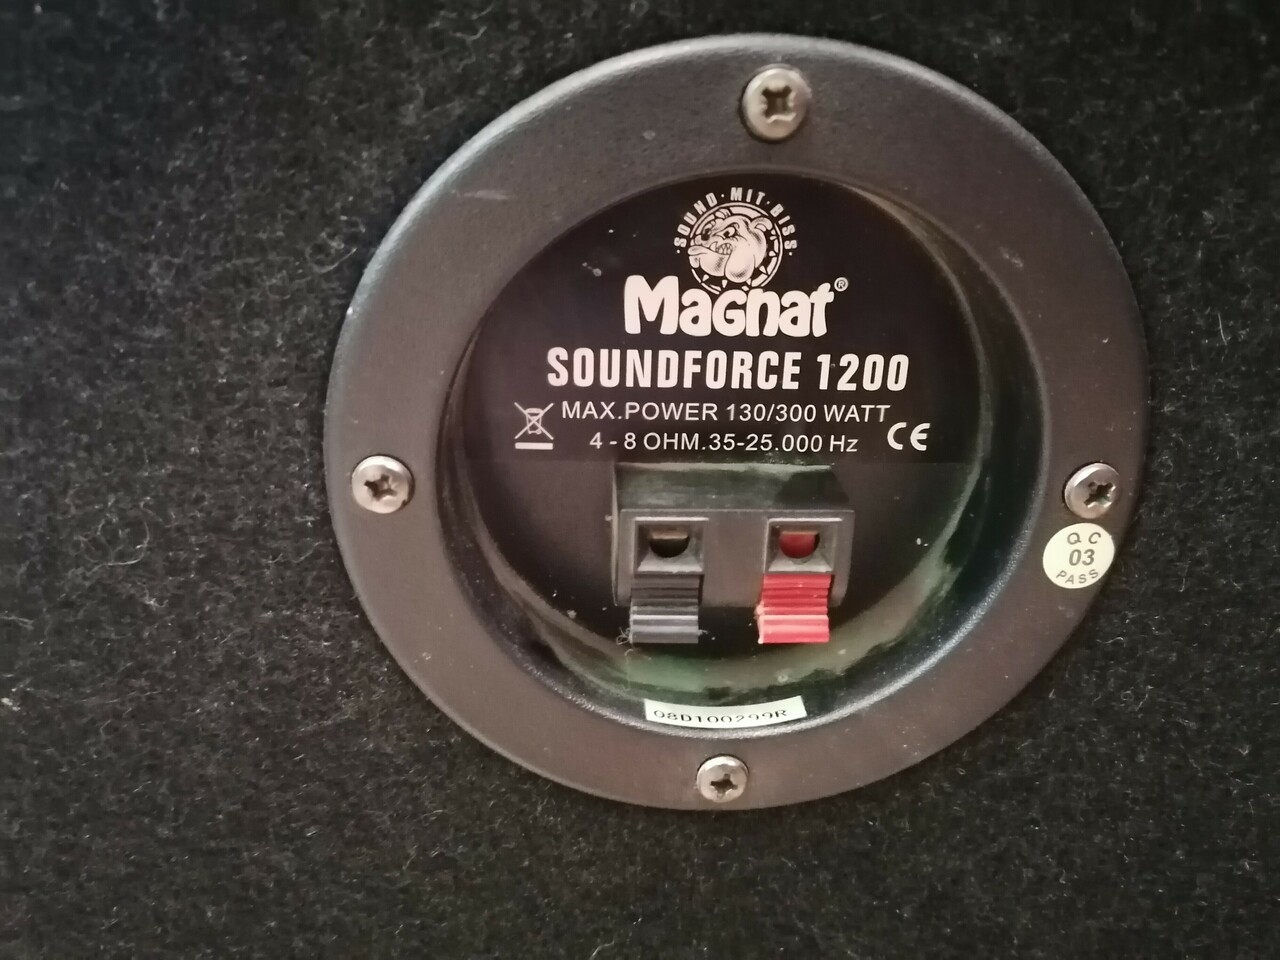 ·SOUND·MIT·BISS·
Magnat®
SOUNDFORCE 1200
MAX.POWER 130/300 WATT
4 - 8 OHM.35-25.000 Hz
CE
QC
03
PASS
08D100299R